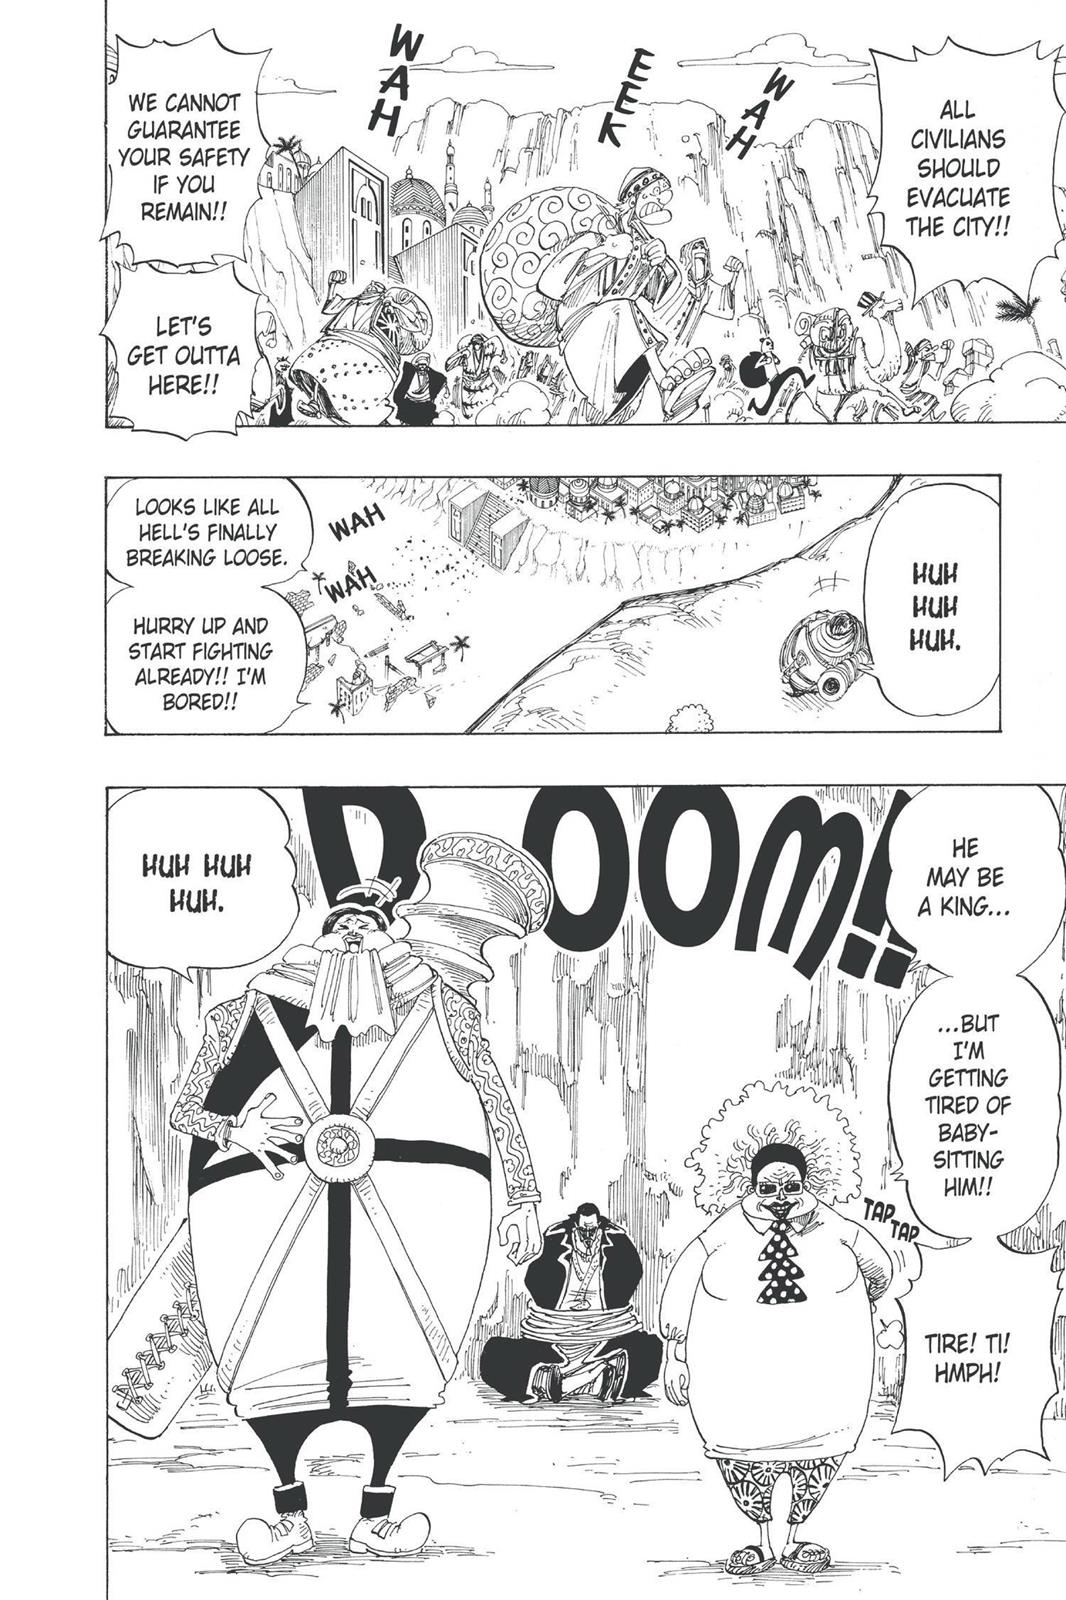 ALL
CIVILIANS
SHOULD
EVACUATE
THE CITY!!
WAH
EEK
WAH
WE CANNOT
GUARANTEE
YOUR SAFETY
IF YOU
REMAIN!!
LET'S
GET OUTTA
HERE!!
HUH
HUH
HUH.
WAH
WAH
LOOKS LIKE ALL
HELL'S FINALLY
BREAKING LOOSE.
HURRY UP AND
START FIGHTING
ALREADY!! I'M
BORED!!
DOOM!!
HE
MAY BE
A KING...
...BUT
I'M
GETTING
TIRED OF
BABY-
SITTING
HIM!!
TAP
TAP
TIRE! TI!
HMPH!
HUH HUH
HUH.